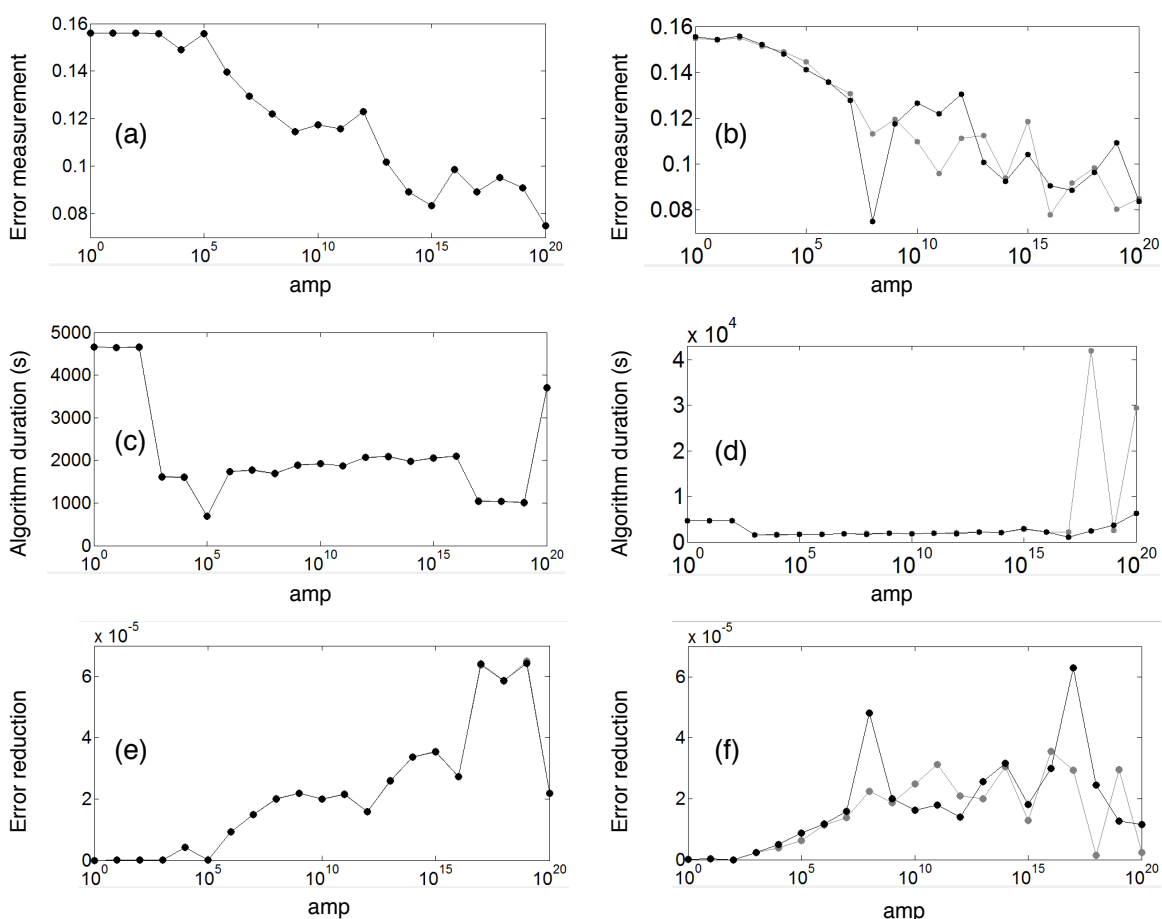 0.16
0.14
0.12
0.1
0.08
Error measurement
(a)
10^0
10^5
10^10
10^15
10^20
amp
0.16
0.14
0.12
0.1
0.08
Error measurement
(b)
10^0
10^5
10^10
10^15
10^20
amp
5000
4000
3000
2000
1000
0
Algorithm duration (s)
(c)
10^0
10^5
10^10
10^15
10^20
amp
x 10^4
4
3
2
1
0
Algorithm duration (s)
(d)
10^0
10^5
10^10
10^15
10^20
amp
x 10^-5
6
4
2
0
Error reduction
(e)
10^0
10^5
10^10
10^15
10^20
amp
x 10^-5
6
4
2
0
Error reduction
(f)
10^0
10^5
10^10
10^15
10^20
amp